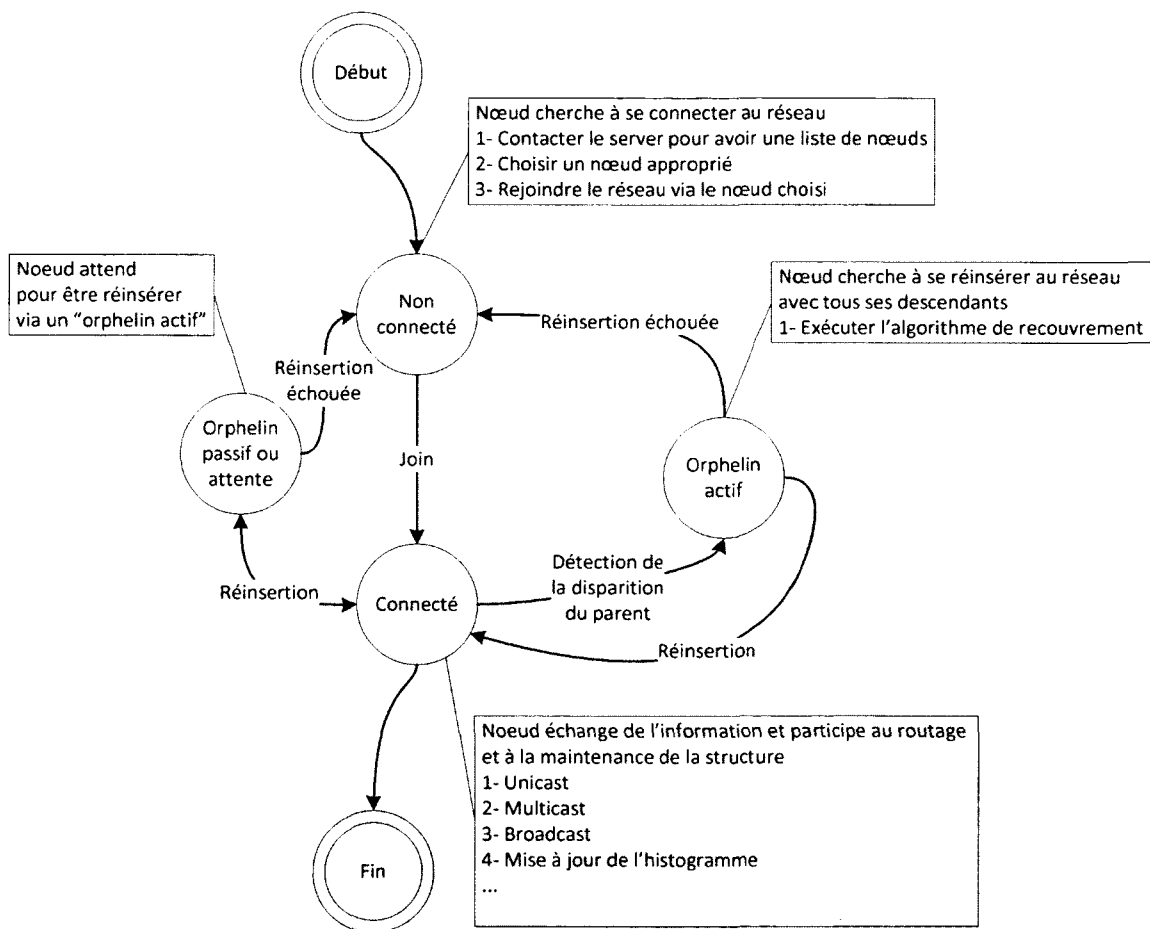 Début
Nœud cherche à se connecter au réseau
1- Contacter le server pour avoir une liste de nœuds
2- Choisir un nœud approprié
3- Rejoindre le réseau via le nœud choisi
Noeud attend
pour être réinsérer
via un "orphelin actif"
Nœud cherche à se réinsérer au réseau
avec tous ses descendants
1- Exécuter l'algorithme de recouvrement
Non
connecté
Réinsertion échouée
Réinsertion
échouée
Orphelin
passif ou
attente
Join
Orphelin
actif
Réinsertion
Connecté
Détection de
la disparition
du parent
Réinsertion
Noeud échange de l'information et participe au routage
et à la maintenance de la structure
1- Unicast
2- Multicast
3- Broadcast
4- Mise à jour de l'histogramme
...
Fin